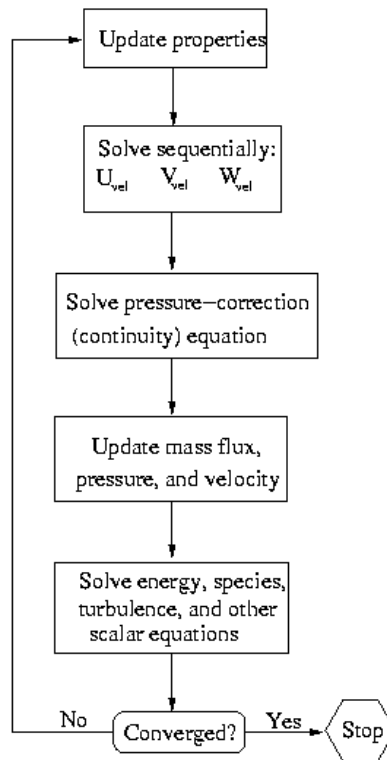 Update properties
Solve sequentially:
U_vel V_vel W_vel
Solve pressure-correction
(continuity) equation
Update mass flux,
pressure, and velocity
Solve energy, species,
turbulence, and other
scalar equations
No
Converged?
Yes
Stop